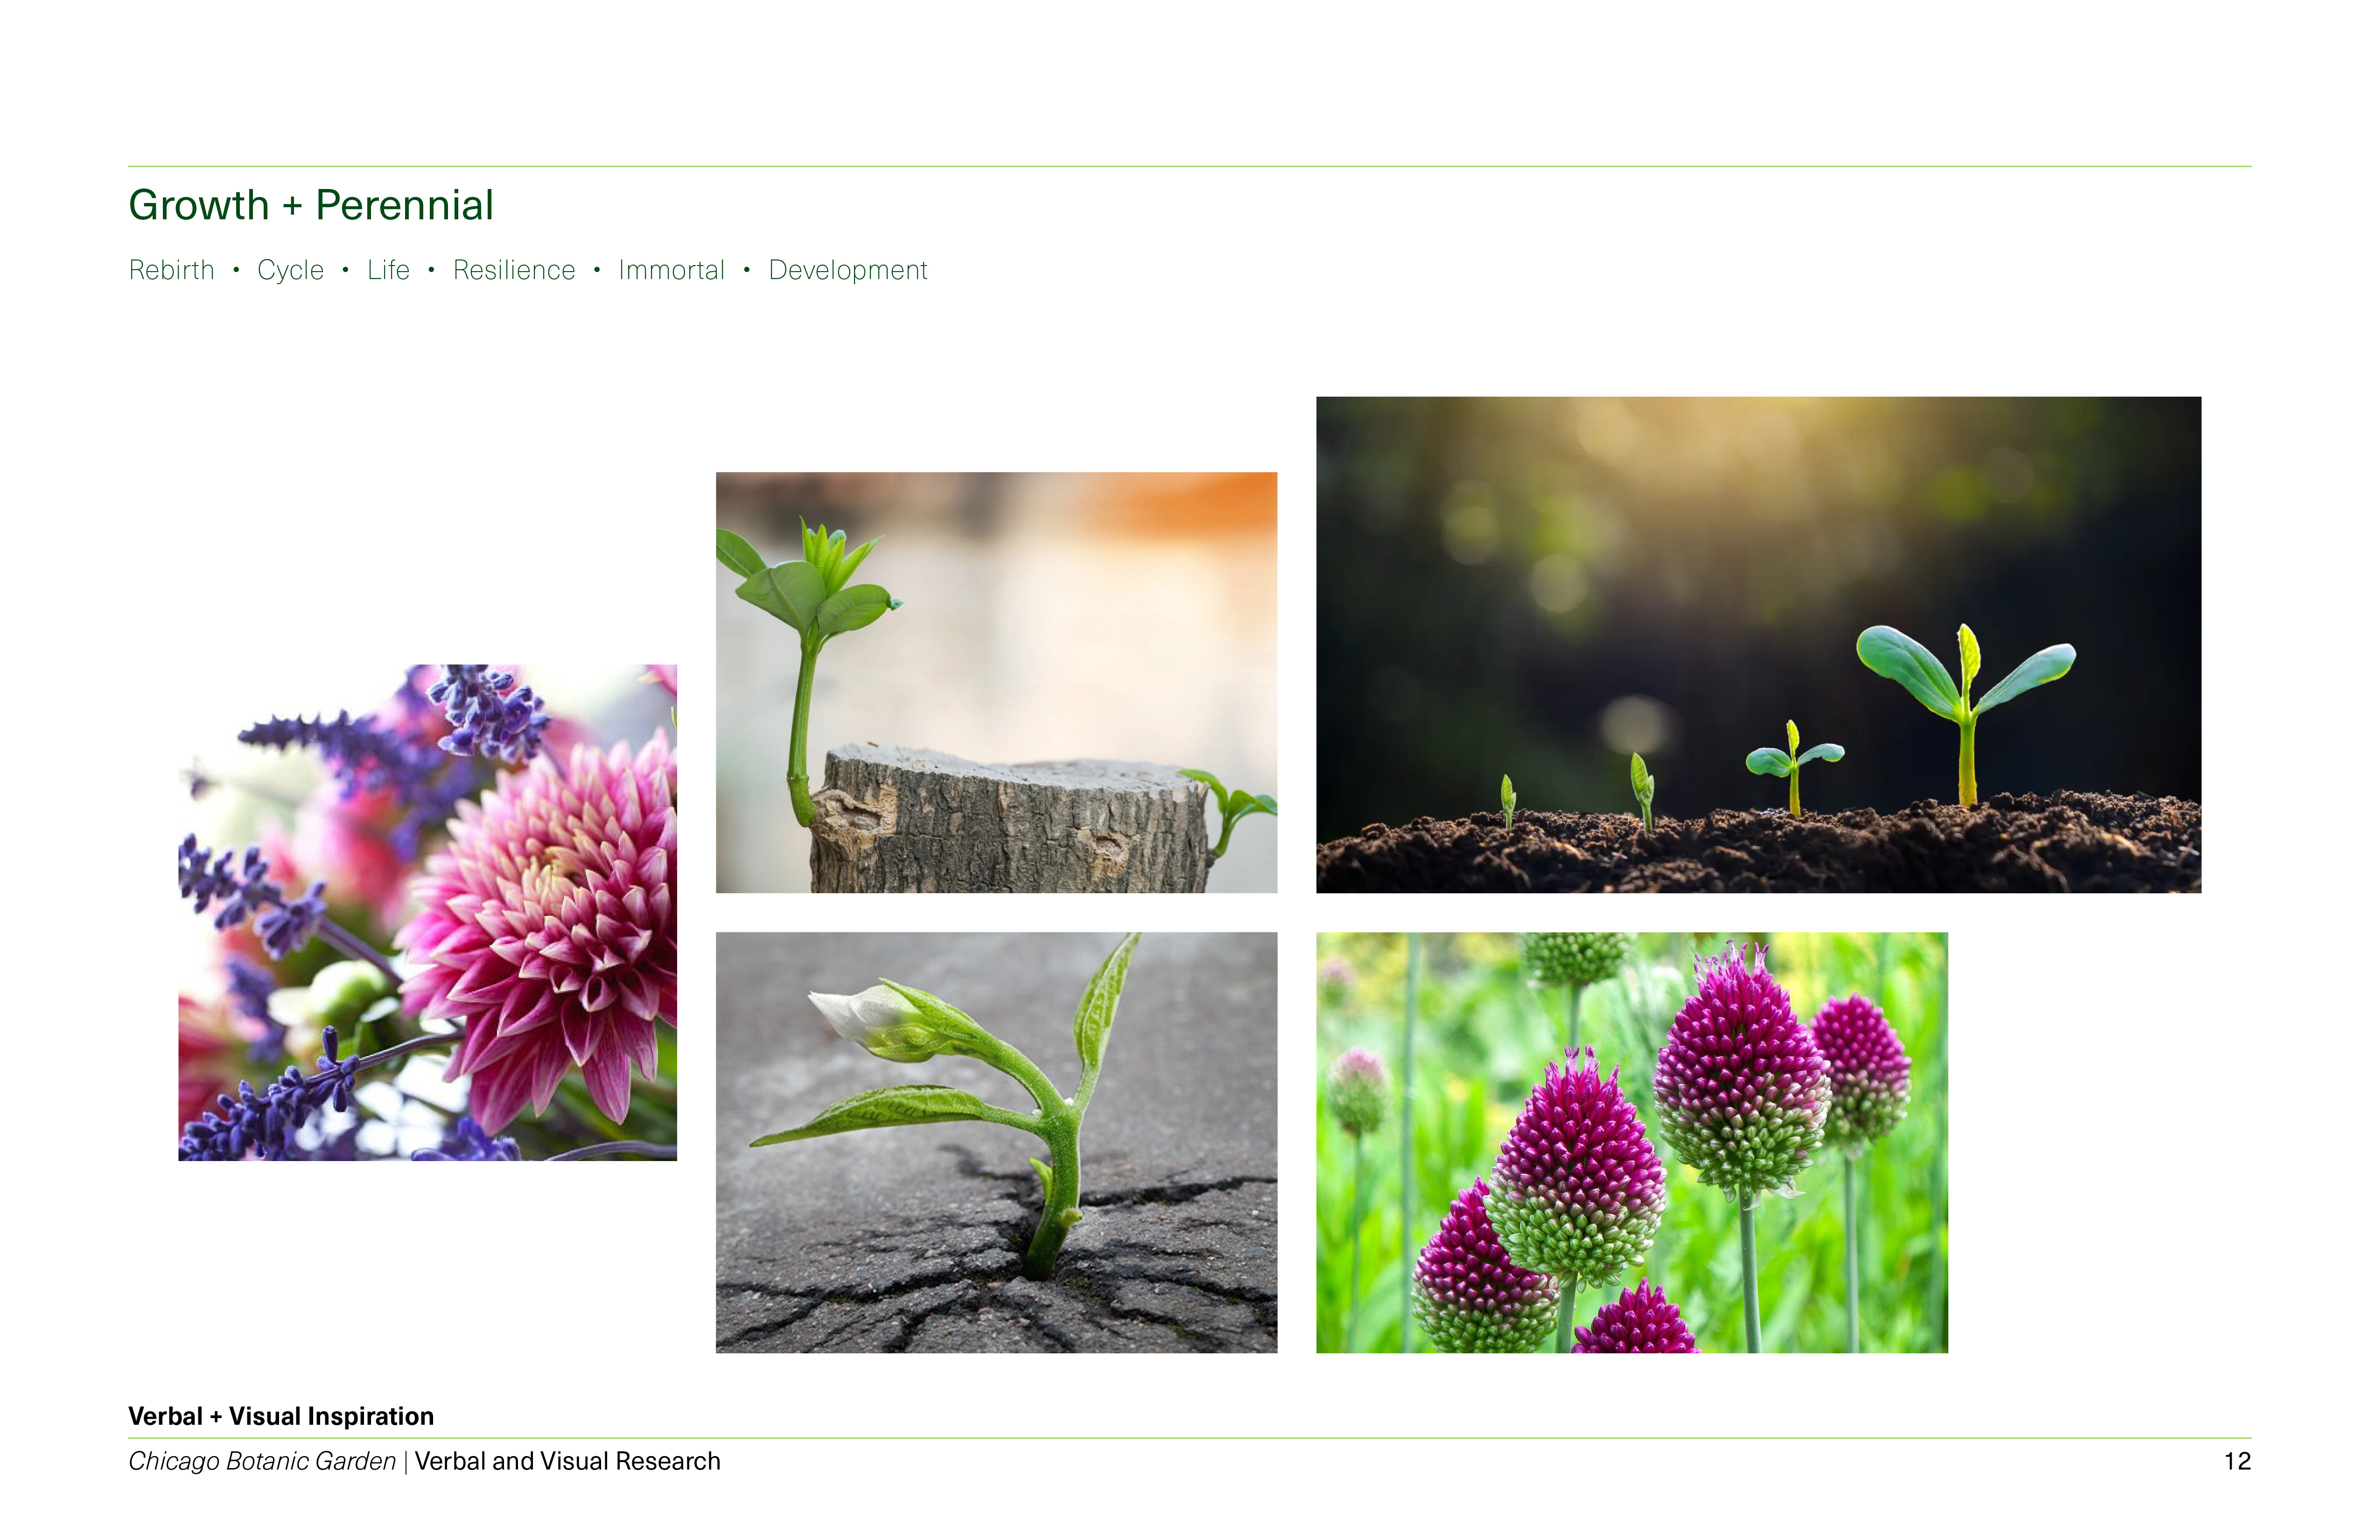 Growth + Perennial
Rebirth • Cycle • Life • Resilience • Immortal • Development
Verbal + Visual Inspiration
Chicago Botanic Garden | Verbal and Visual Research
12